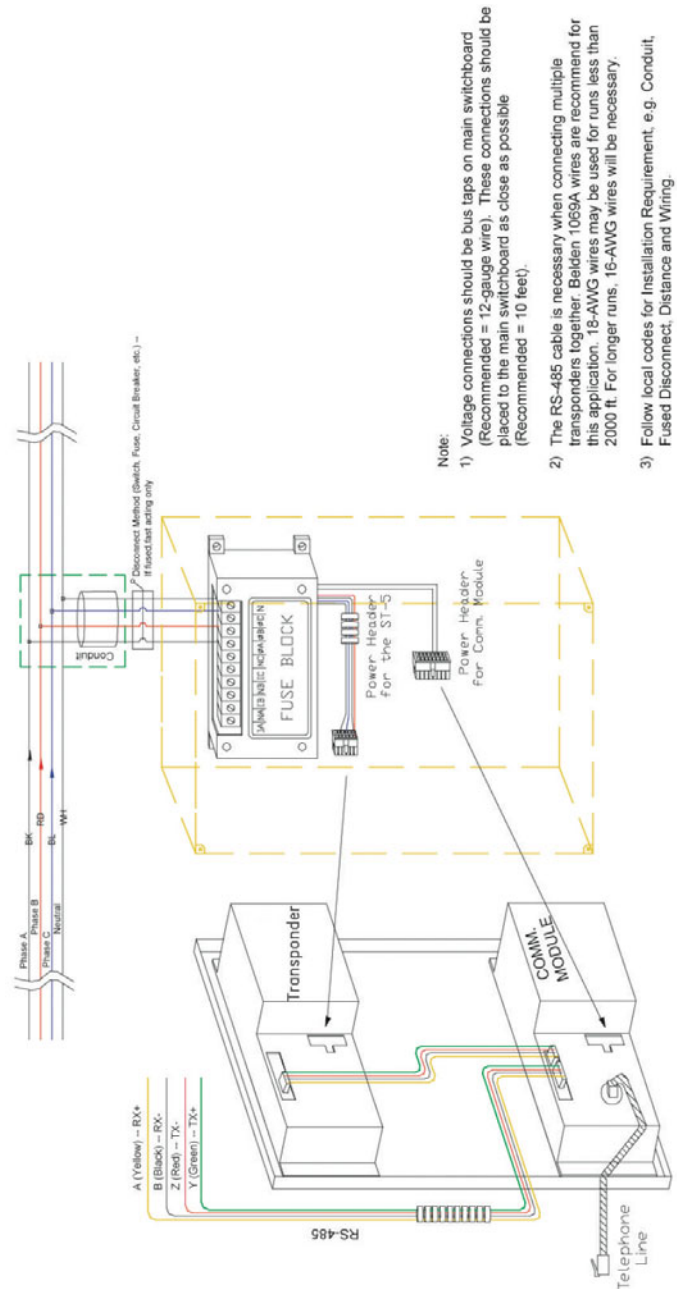 Phase A
BK
Phase B
RD
Phase C
BL
Neutral
WH
Conduit
Disconnect Method (Switch, Fuse, Circuit Breaker, etc.) –
If fused,fast acting only
A (Yellow) – RX+
B (Black) – RX-
Z (Red) – TX-
Y (Green) – TX+
RS-485
Transponder
COMM.
MODULE
Telephone
Line
FUSE BLOCK
Power Header
for the ST-5
Power Header
for Comm. Module
Note:
1) Voltage connections should be bus taps on main switchboard
(Recommended = 12-gauge wire). These connections should be
placed to the main switchboard as close as possible
(Recommended = 10 feet).
2) The RS-485 cable is necessary when connecting multiple
transponders together. Belden 1069A wires are recommend for
this application. 18-AWG wires may be used for runs less than
2000 ft. For longer runs, 16-AWG wires will be necessary.
3) Follow local codes for Installation Requirement, e.g. Conduit,
Fused Disconnect, Distance and Wiring.